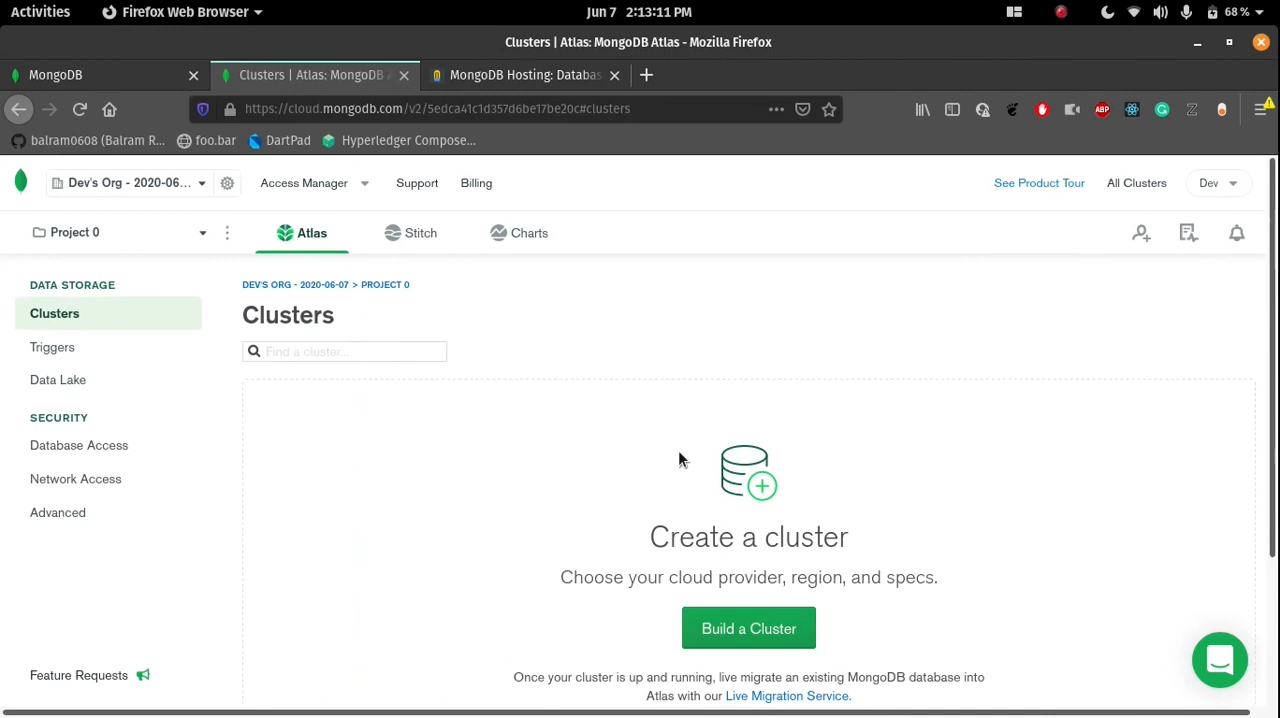 Activities
Firefox Web Browser
Jun 7 2:13:11 PM
68 %
Clusters | Atlas: MongoDB Atlas - Mozilla Firefox
MongoDB
Clusters | Atlas: MongoDB A
MongoDB Hosting: Databas
https://cloud.mongodb.com/v2/5edca41c1d357d6be17be20c#clusters
ABP
balram0608 (Balram R...
foo.bar
DartPad
Hyperledger Compose...
Dev's Org - 2020-06...
Access Manager
Support
Billing
See Product Tour
All Clusters
Dev
Project 0
Atlas
Stitch
Charts
DATA STORAGE
Clusters
Triggers
Data Lake
SECURITY
Database Access
Network Access
Advanced
Feature Requests
DEV'S ORG - 2020-06-07 > PROJECT 0
Clusters
Find a cluster...
Create a cluster
Choose your cloud provider, region, and specs.
Build a Cluster
Once your cluster is up and running, live migrate an existing MongoDB database into
Atlas with our Live Migration Service.